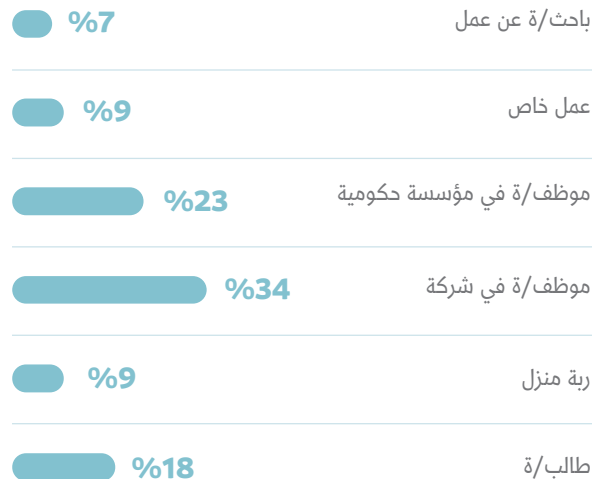 باحث/ة عن عمل %7
عمل خاص %9
موظف/ة في مؤسسة حكومية %23
موظف/ة في شركة %34
ربة منزل %9
طالب/ة %18